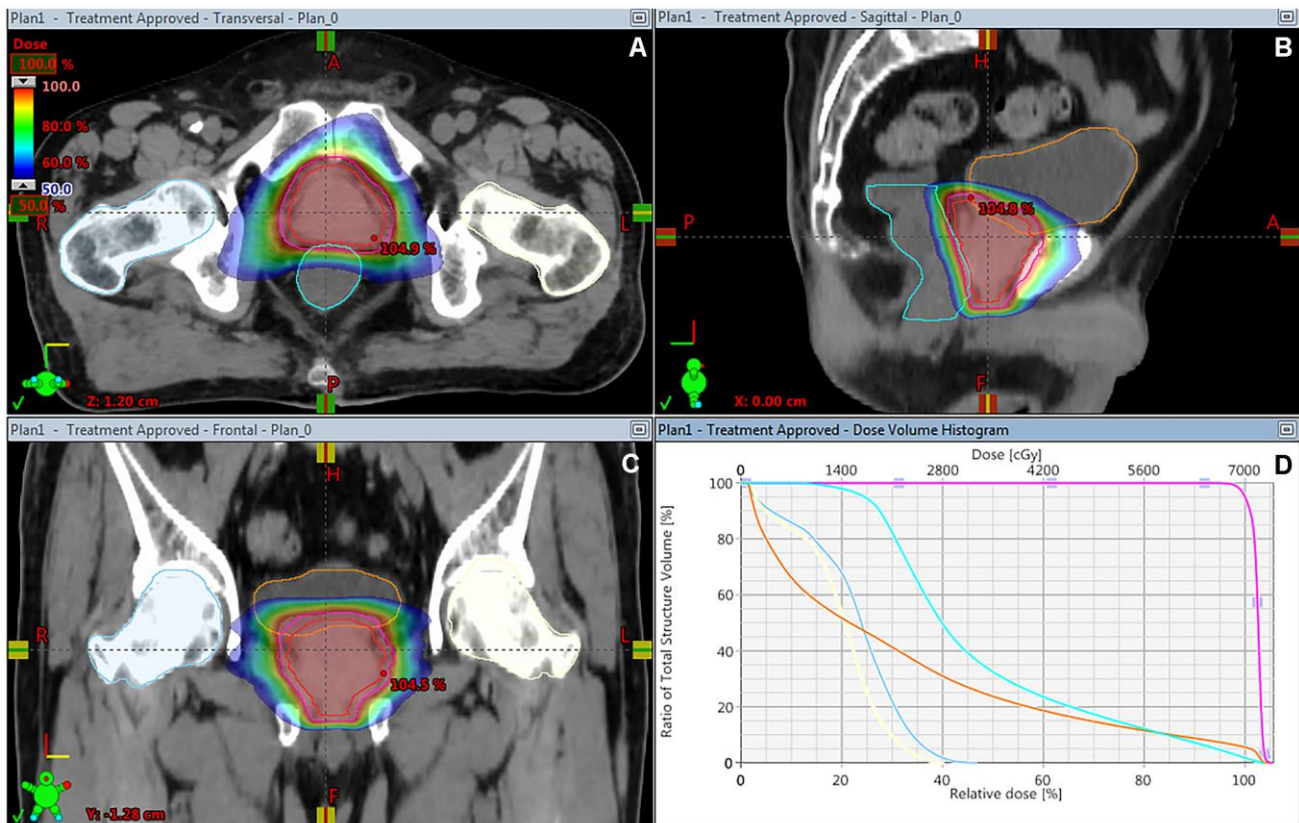 Plan1 - Treatment Approved - Transversal - Plan_0
A
Dose
100.0 %
100.0
80.0 %
60.0 %
50.0
50.0 %
A
R
L
104.9 %
P
Z: 1.20 cm
Plan1 - Treatment Approved - Sagittal - Plan_0
B
H
P
A
104.8 %
F
X: 0.00 cm
Plan1 - Treatment Approved - Frontal - Plan_0
C
H
R
L
104.5 %
F
Y: -1.28 cm
Plan1 - Treatment Approved - Dose Volume Histogram
D
Dose [cGy]
0 1400 2800 4200 5600 7000
Ratio of Total Structure Volume [%]
100
80
60
40
20
0
0 20 40 60 80 100
Relative dose [%]